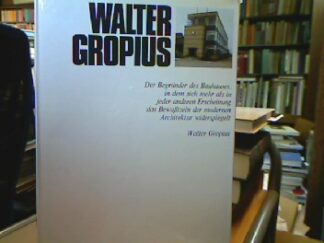 WALTER
GROPIUS
Der Begründer des Bauhauses,
in dem sich mehr als in
jeder anderen Erscheinung
das Bewußtsein der modernen
Architektur widerspiegelt
Walter Gropius